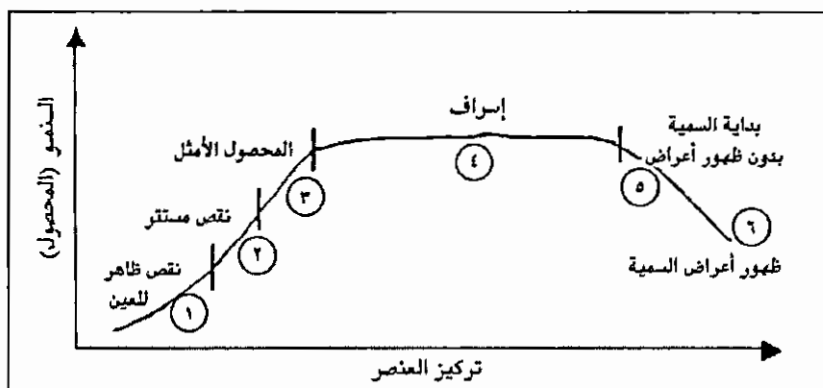 النمو (المحصول)
إسراف
المحصول الأمثل
نقص مستتر
نقص ظاهر
للعين
بداية السمية
بدون ظهور أعراض
ظهور أعراض السمية
١
٢
٣
٤
٥
٦
تركيز العنصر